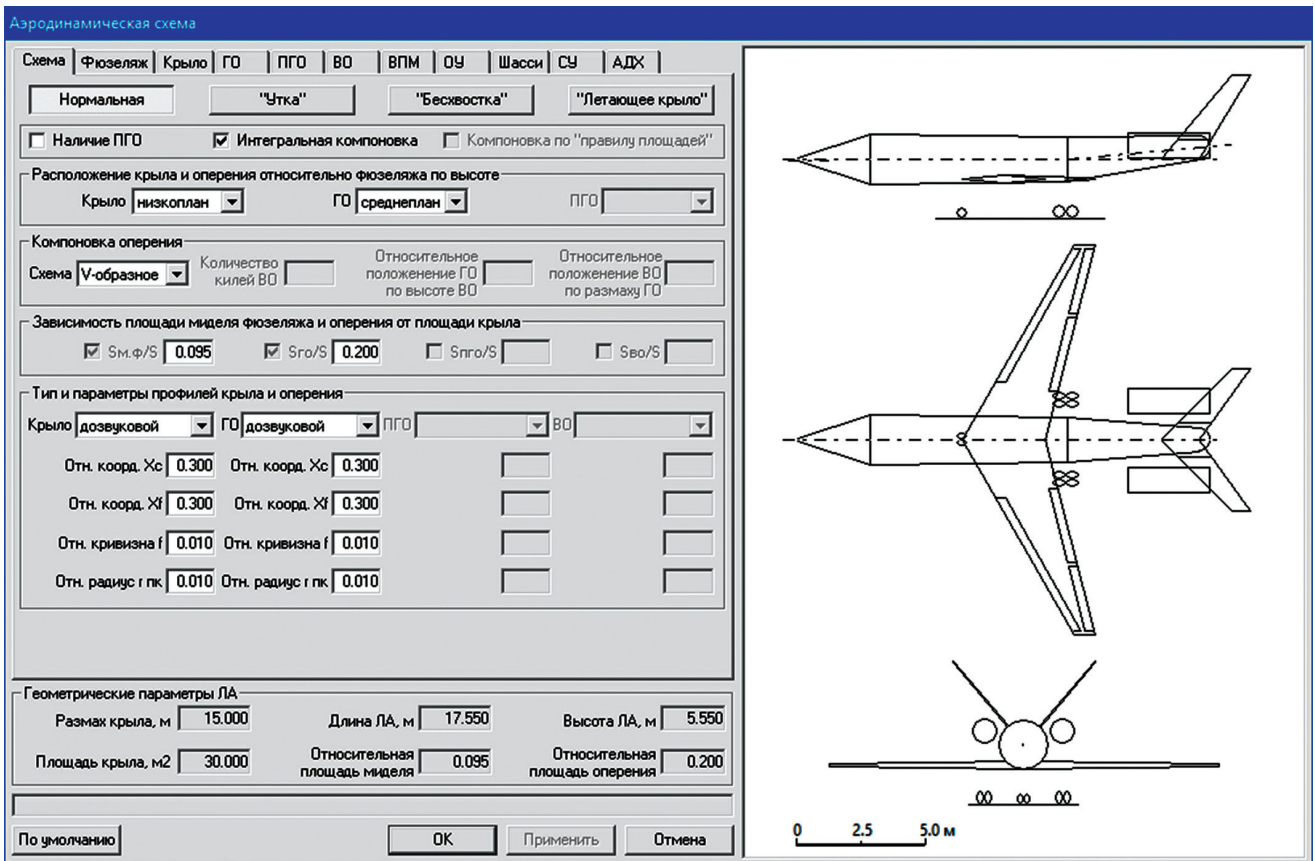 Аэродинамическая схема
Схема Фюзеляж Крыло ГО ПГО ВО ВПМ ОУ Шасси СУ АДХ
Нормальная "Утка" "Бесхвостка" "Летающее крыло"
Наличие ПГО Интегральная компоновка Компоновка по "правилу площадей"
Расположение крыла и оперения относительно фюзеляжа по высоте
Крыло низкоплан ГО среднеплан ПГО
Компоновка оперения
Схема V-образное Количество килей ВО Относительное положенение ГО по высоте ВО Относительное положенение ВО по размаху ГО
Зависимость площади миделя фюзеляжа и оперения от площади крыла
Sм.ф/S 0.095 Sго/S 0.200 Sпго/S Sво/S
Тип и параметры профилей крыла и оперения
Крыло дозвуковой ГО дозвуковой ПГО ВО
Отн. коорд. Xc 0.300 Отн. коорд. Xc 0.300
Отн. коорд. Xf 0.300 Отн. коорд. Xf 0.300
Отн. кривизна f 0.010 Отн. кривизна f 0.010
Отн. радиус r пк 0.010 Отн. радиус r пк 0.010
Геометрические параметры ЛА
Размах крыла, м 15.000 Длина ЛА, м 17.550 Высота ЛА, м 5.550
Площадь крыла, м2 30.000 Относительная площадь миделя 0.095 Относительная площадь оперения 0.200
По умолчанию OK Применить Отмена
0 2.5 5.0 м